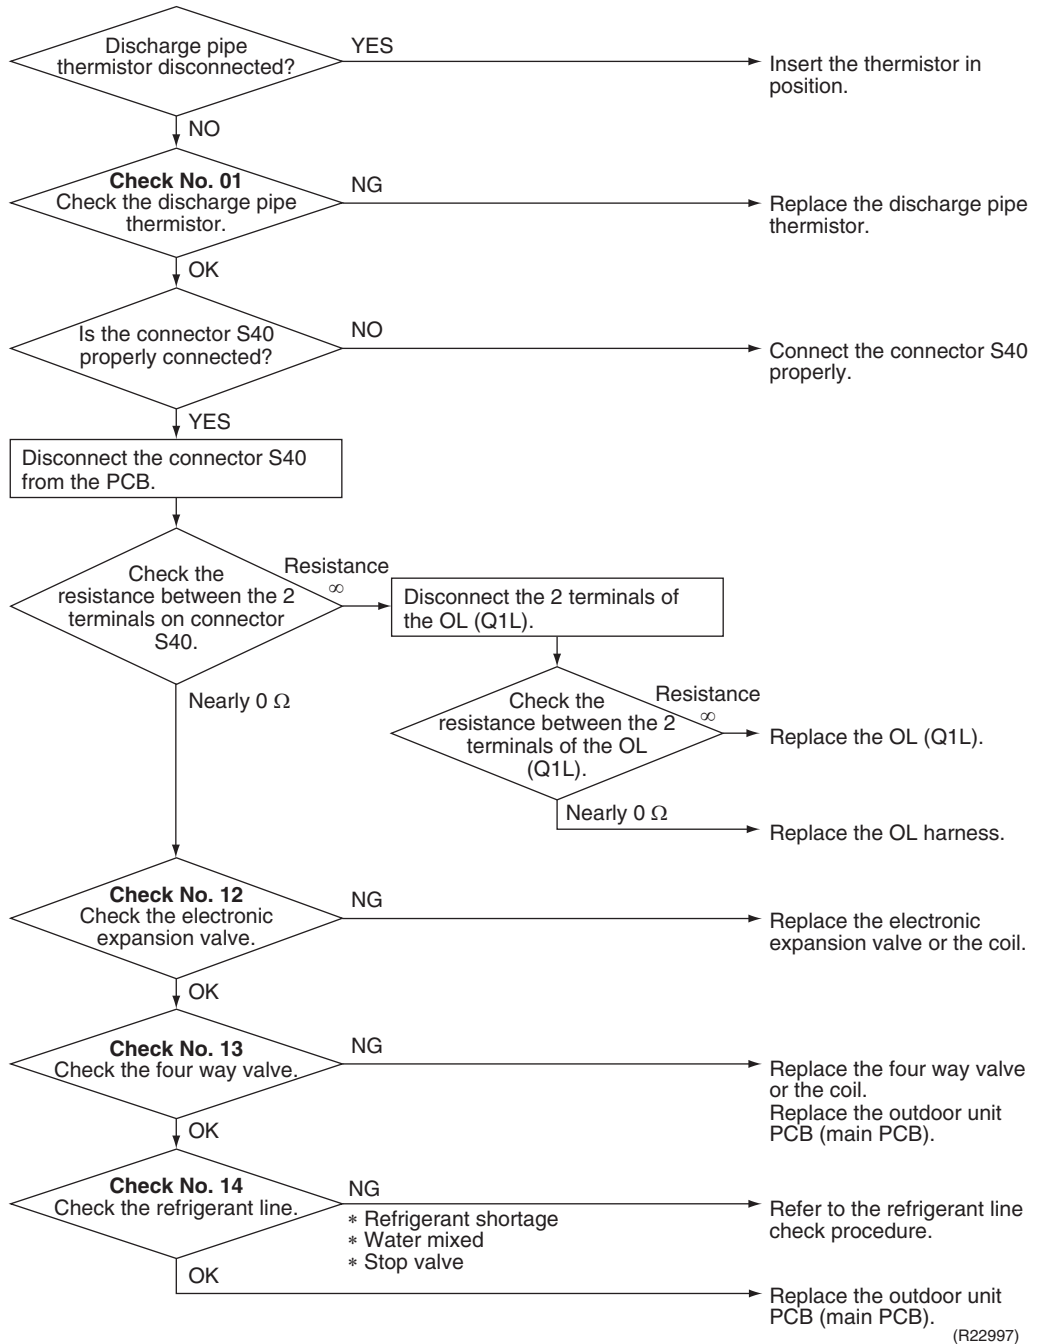 Discharge pipe
thermistor disconnected?
YES
Insert the thermistor in
position.
NO
Check No. 01
Check the discharge pipe
thermistor.
NG
Replace the discharge pipe
thermistor.
OK
Is the connector S40
properly connected?
NO
Connect the connector S40
properly.
YES
Disconnect the connector S40
from the PCB.
Check the
resistance between the 2
terminals on connector
S40.
Resistance
∞
Disconnect the 2 terminals of
the OL (Q1L).
Nearly 0 Ω
Check the
resistance between the 2
terminals of the OL
(Q1L).
Resistance
∞
Replace the OL (Q1L).
Nearly 0 Ω
Replace the OL harness.
Check No. 12
Check the electronic
expansion valve.
NG
Replace the electronic
expansion valve or the coil.
OK
Check No. 13
Check the four way valve.
NG
Replace the four way valve
or the coil.
Replace the outdoor unit
PCB (main PCB).
OK
Check No. 14
Check the refrigerant line.
NG
* Refrigerant shortage
* Water mixed
* Stop valve
Refer to the refrigerant line
check procedure.
OK
Replace the outdoor unit
PCB (main PCB).
(R22997)